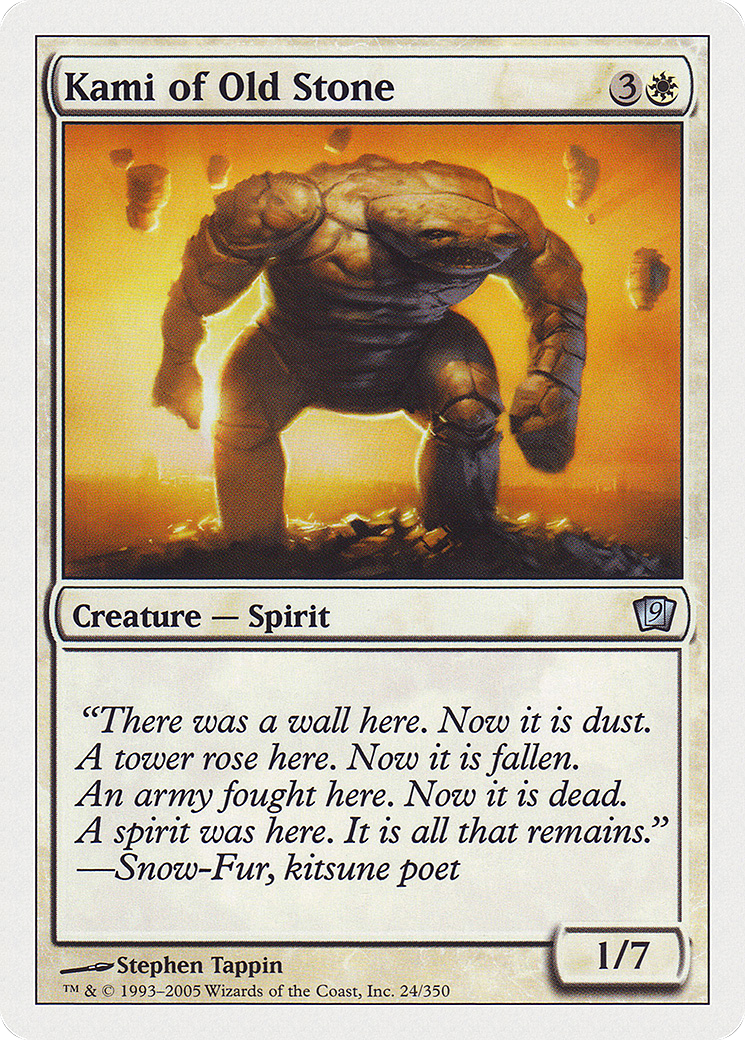 Kami of Old Stone
3
Creature — Spirit
9
“There was a wall here. Now it is dust.
A tower rose here. Now it is fallen.
An army fought here. Now it is dead.
A spirit was here. It is all that remains.”
—Snow-Fur, kitsune poet
1/7
Stephen Tappin
™ & © 1993–2005 Wizards of the Coast, Inc. 24/350